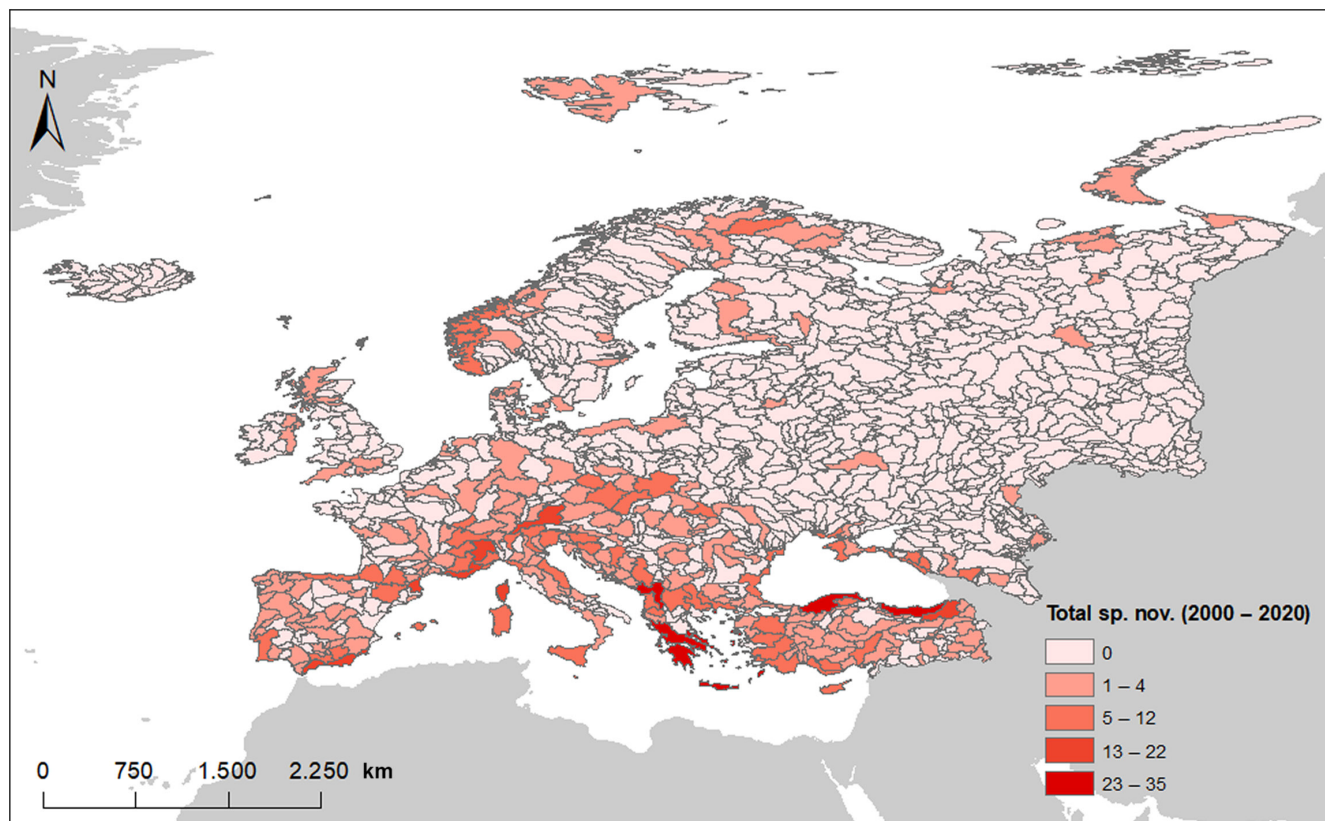 N
Total sp. nov. (2000 – 2020)
0
1 – 4
5 – 12
13 – 22
23 – 35
0 750 1.500 2.250 km